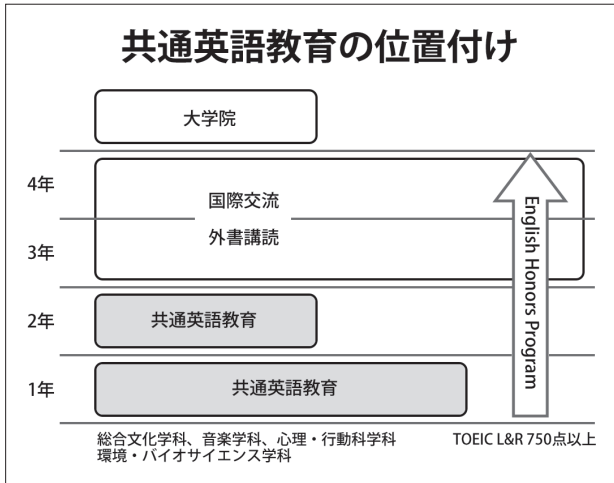 共通英語教育の位置付け
大学院
4年
国際交流
外書講読
3年
2年
共通英語教育
1年
共通英語教育
English Honors Program
総合文化学科、音楽学科、心理・行動科学科
環境・バイオサイエンス学科
TOEIC L&R 750点以上